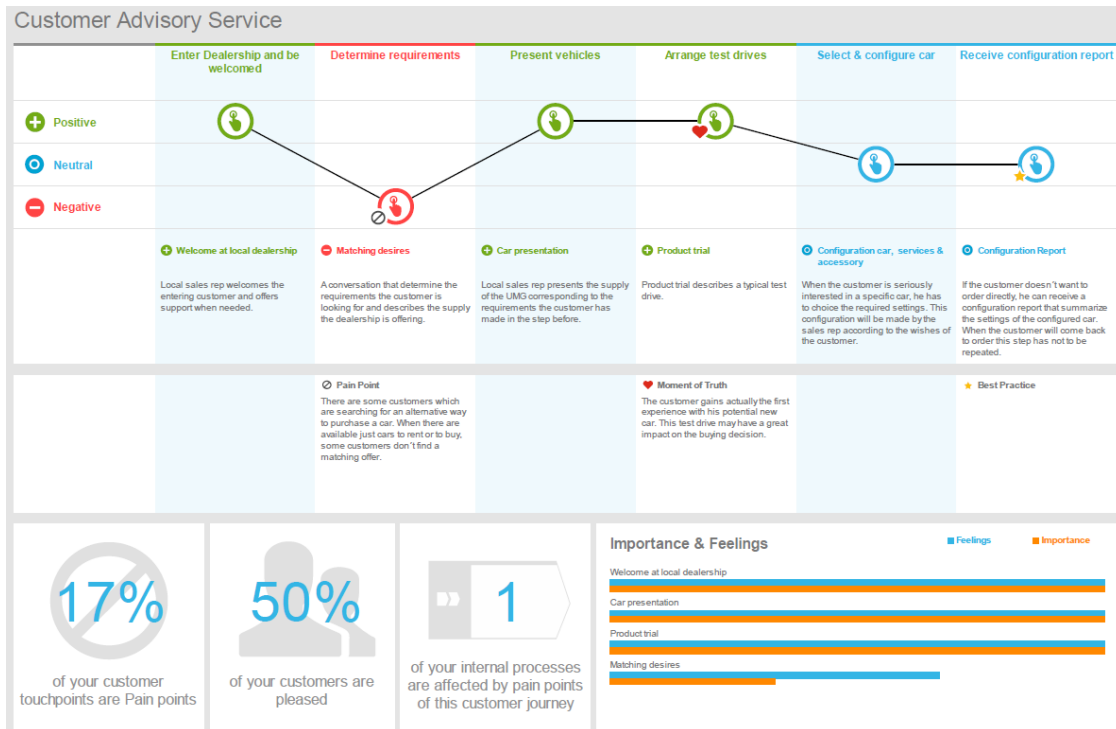 Customer Advisory Service
Enter Dealership and be
welcomed
Determine requirements
Present vehicles
Arrange test drives
Select & configure car
Receive configuration report
Positive
Neutral
Negative
Welcome at local dealership
Local sales rep welcomes the
entering customer and offers
support when needed.
Matching desires
A conversation that determine the
requirements the customer is
looking for and describes the supply
the dealership is offering.
Car presentation
Local sales rep presents the supply
of the UMG corresponding to the
requirements the customer has
made in the step before.
Product trial
Product trial describes a typical test
drive.
Configuration car, services &
accessory
When the customer is seriously
interested in a specific car, he has
to choice the required settings. This
configuration will be made by the
sales rep according to the wishes of
the customer.
Configuration Report
If the customer doesn't want to
order directly, he can receive a
configuration report that summarize
the settings of the configured car.
When the customer will come back
to order this step has not to be
repeated.
Pain Point
There are some customers which
are searching for an alternative way
to purchase a car. When there are
available just cars to rent or to buy,
some customers don't find a
matching offer.
Moment of Truth
The customer gains actually the first
experience with his potential new
car. This test drive may have a great
impact on the buying decision.
Best Practice
17%
of your customer
touchpoints are Pain points
50%
of your customers are
pleased
1
of your internal processes
are affected by pain points
of this customer journey
Importance & Feelings
Feelings
Importance
Welcome at local dealership
Car presentation
Product trial
Matching desires